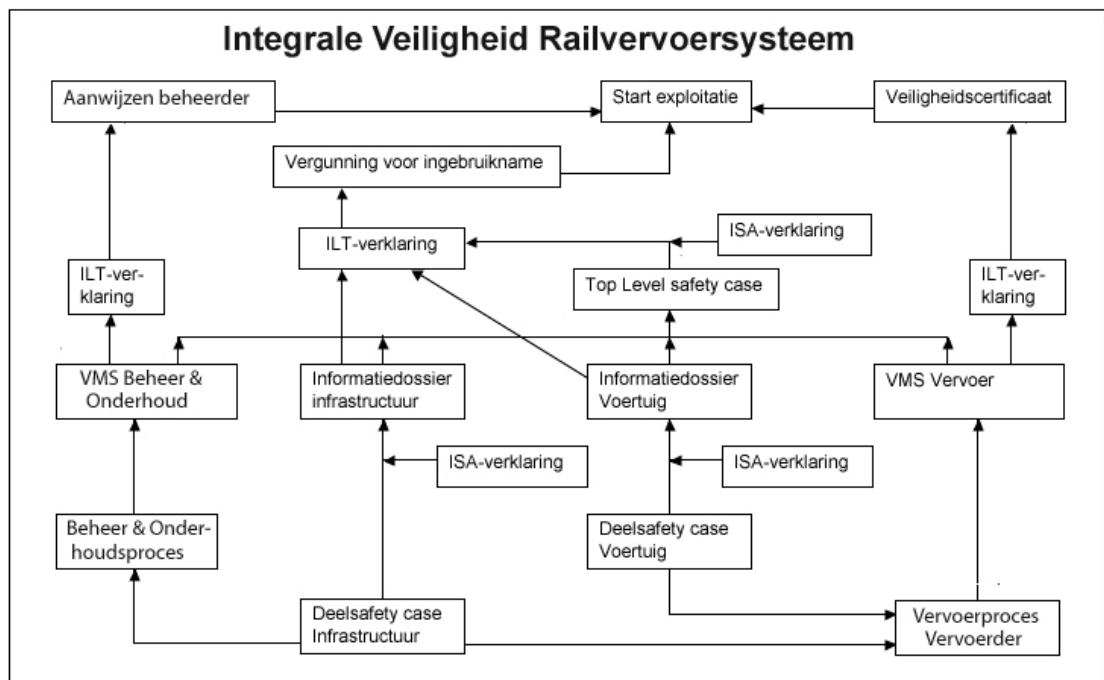 Integrale Veiligheid Railvervoersysteem
Aanwijzen beheerder
Start exploitatie
Veiligheidscertificaat
Vergunning voor ingebruikname
ISA-verklaring
ILT-verklaring
ILT-ver-
klaring
Top Level safety case
ILT-ver-
klaring
VMS Beheer &
Onderhoud
Informatiedossier
infrastructuur
Informatiedossier
Voertuig
VMS Vervoer
ISA-verklaring
ISA-verklaring
Beheer & Onder-
houdsproces
Deelsafety case
Voertuig
Deelsafety case
Infrastructuur
Vervoerproces
Vervoerder